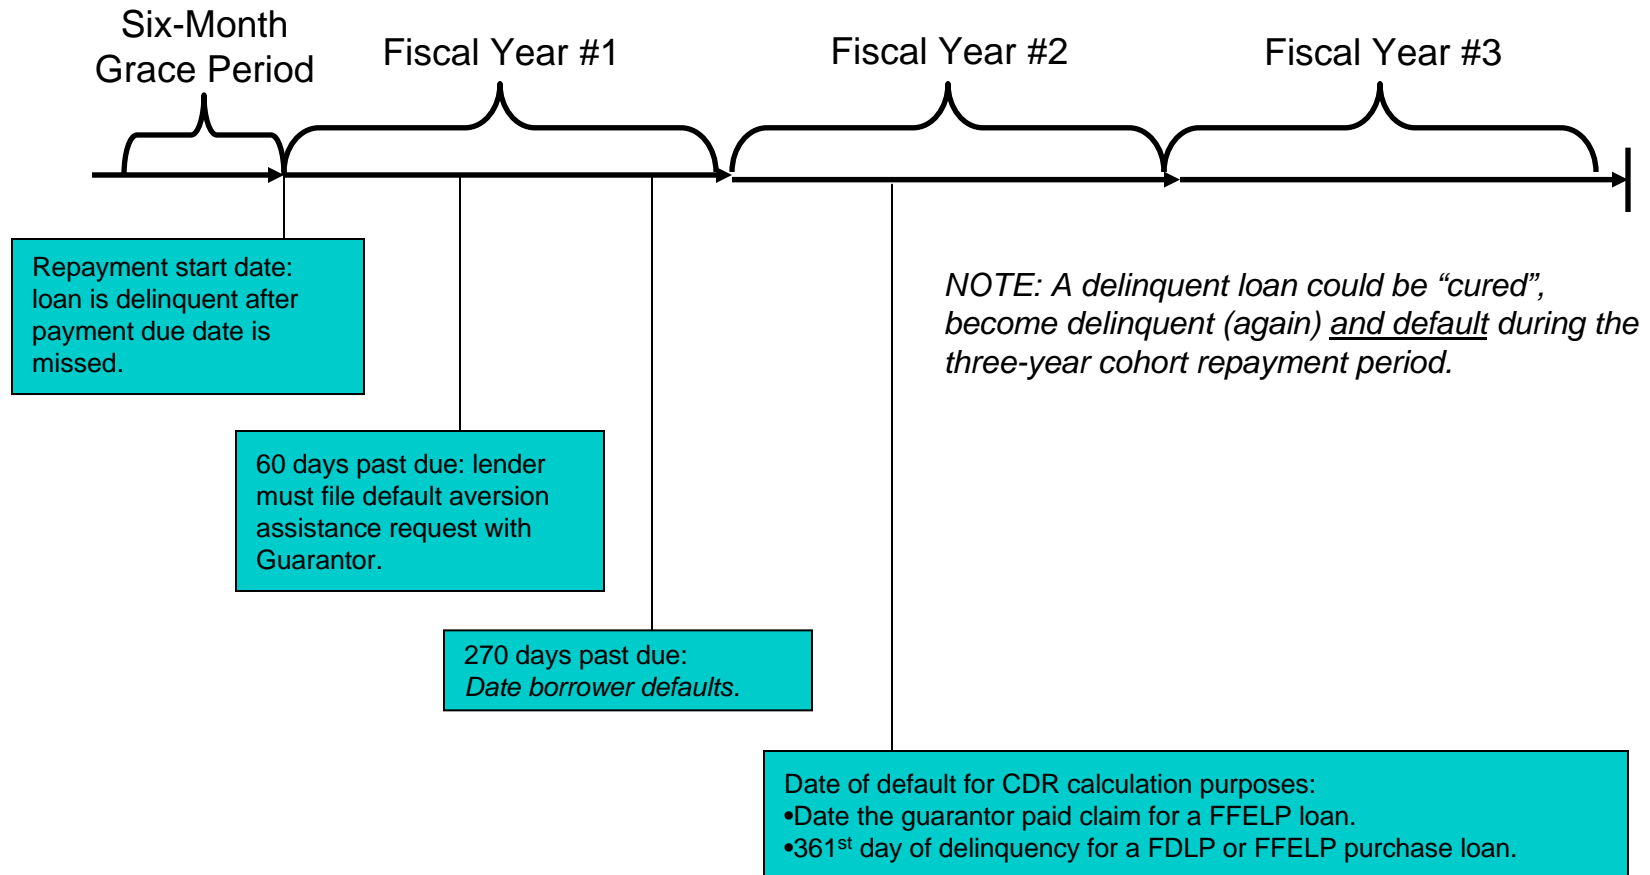 Six-Month
Grace Period
Fiscal Year #1
Fiscal Year #2
Fiscal Year #3
Repayment start date:
loan is delinquent after
payment due date is
missed.
NOTE: A delinquent loan could be “cured”,
become delinquent (again) and default during the
three-year cohort repayment period.
60 days past due: lender
must file default aversion
assistance request with
Guarantor.
270 days past due:
Date borrower defaults.
Date of default for CDR calculation purposes:
•Date the guarantor paid claim for a FFELP loan.
•361st day of delinquency for a FDLP or FFELP purchase loan.